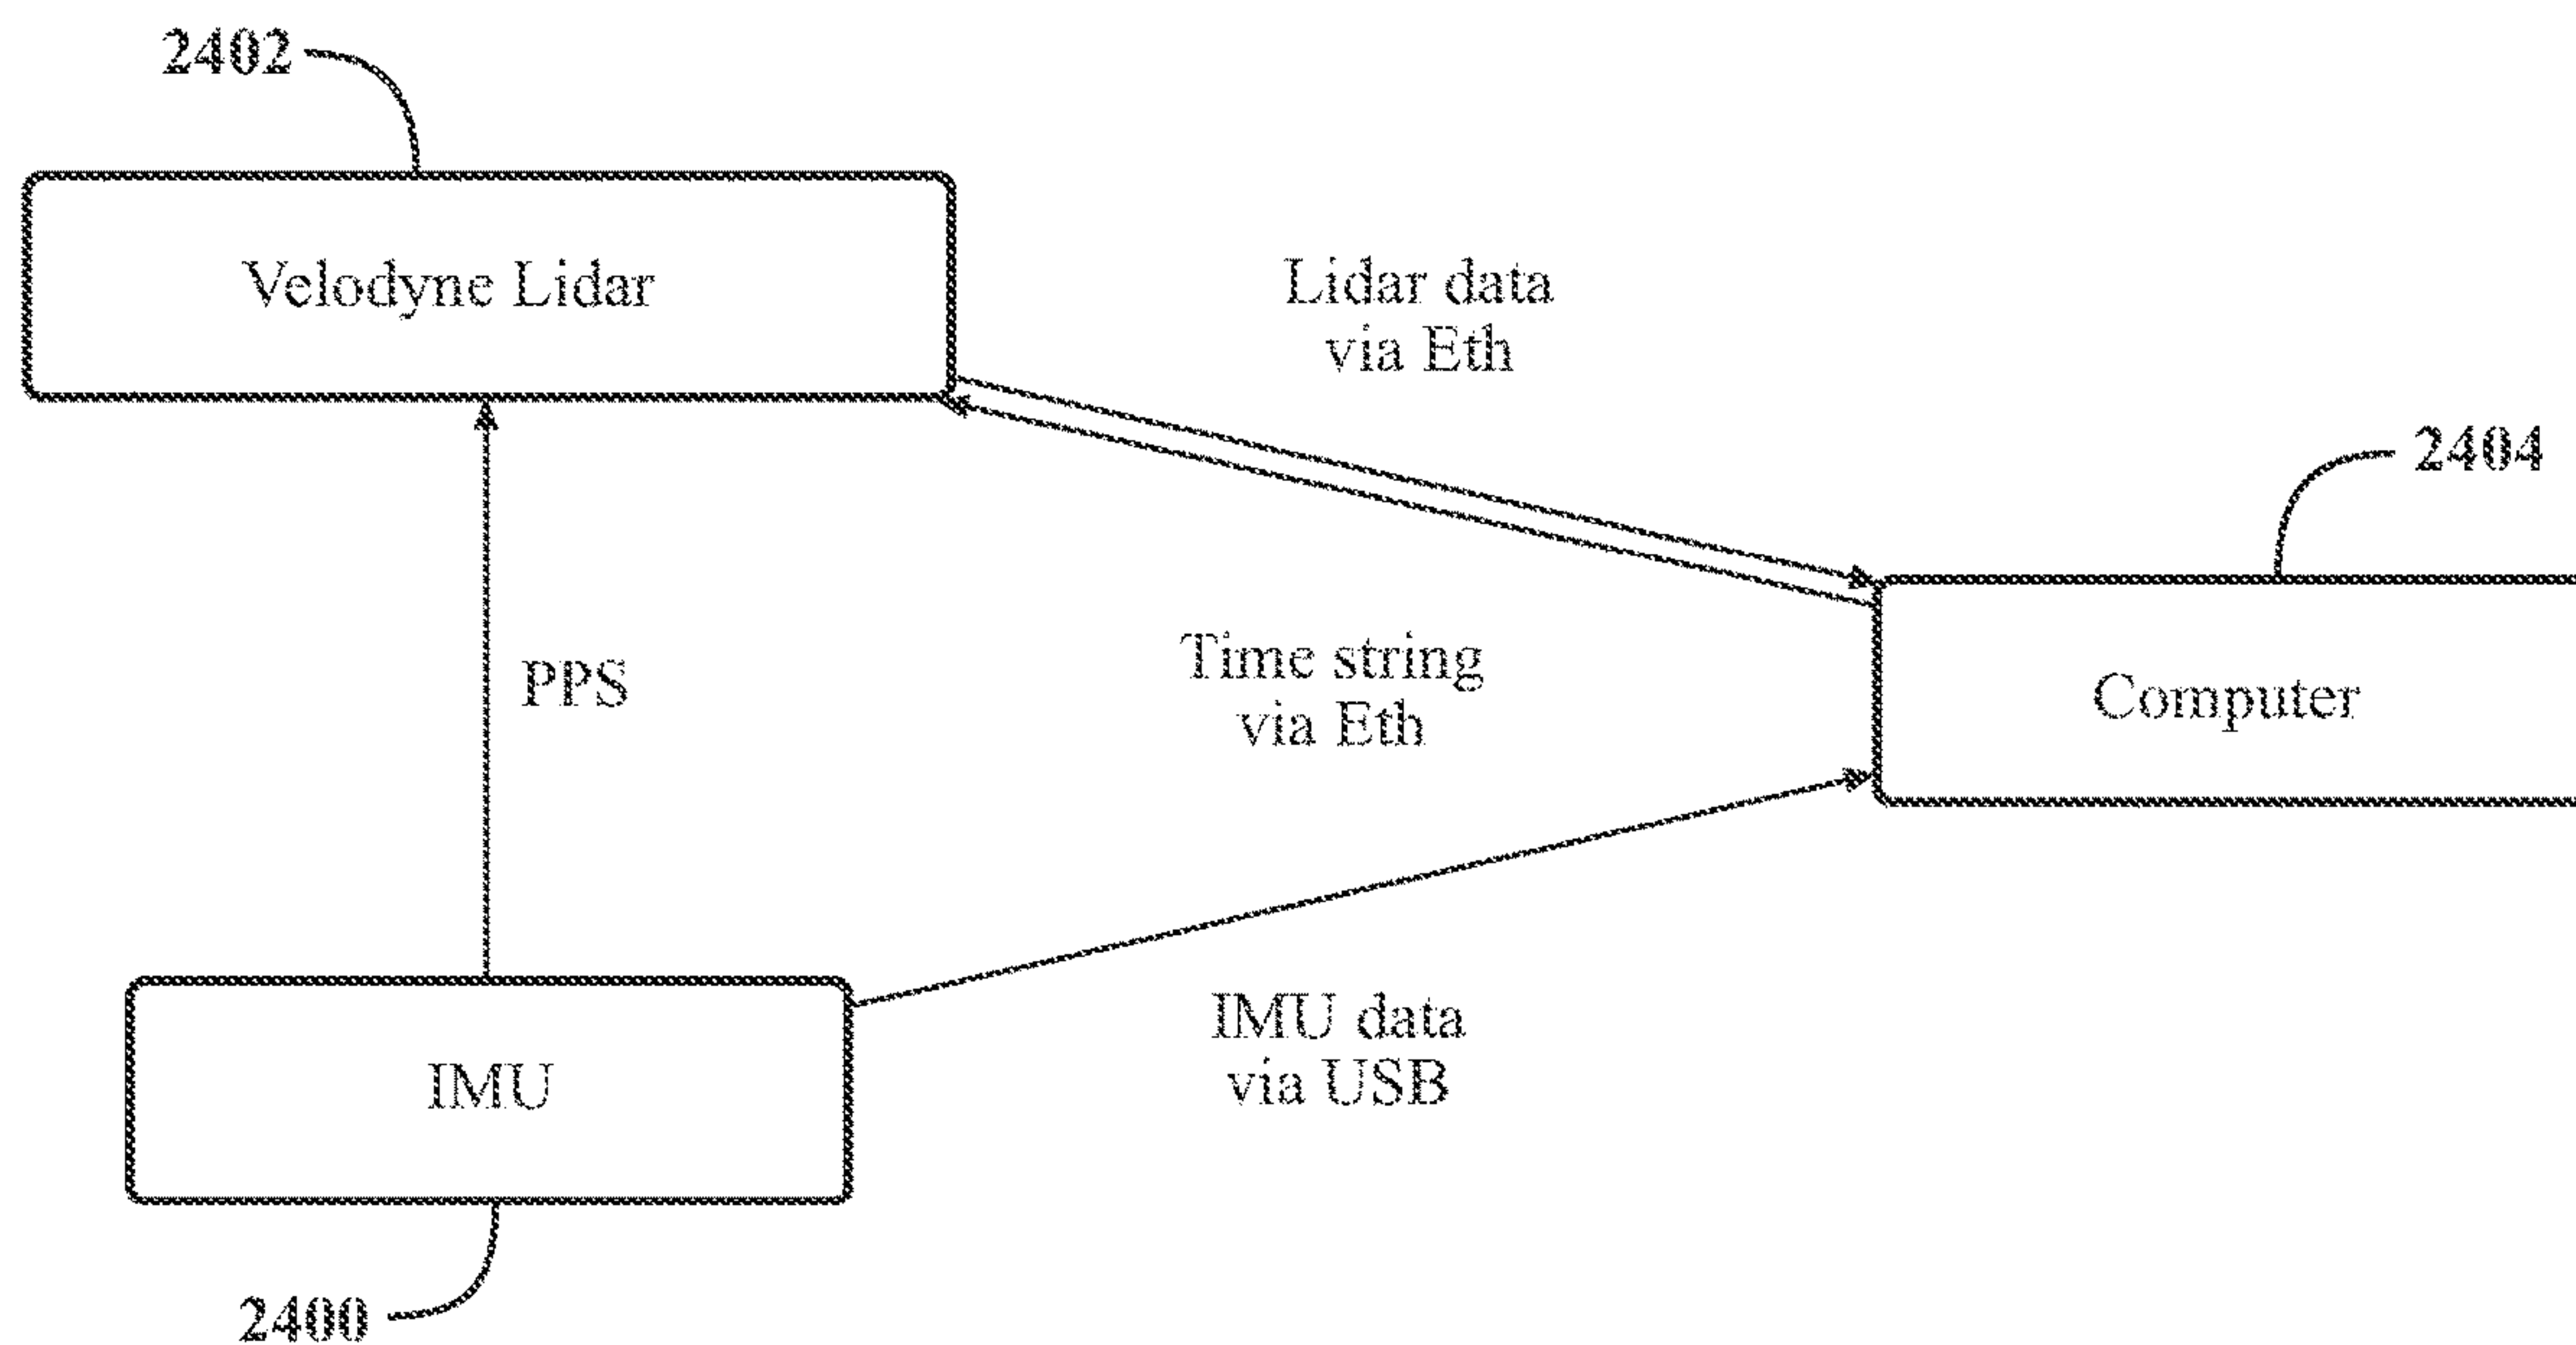 2402
Velodyne Lidar
Lidar data
via Eth
2404
PPS
Time string
via Eth
Computer
IMU
IMU data
via USB
2400